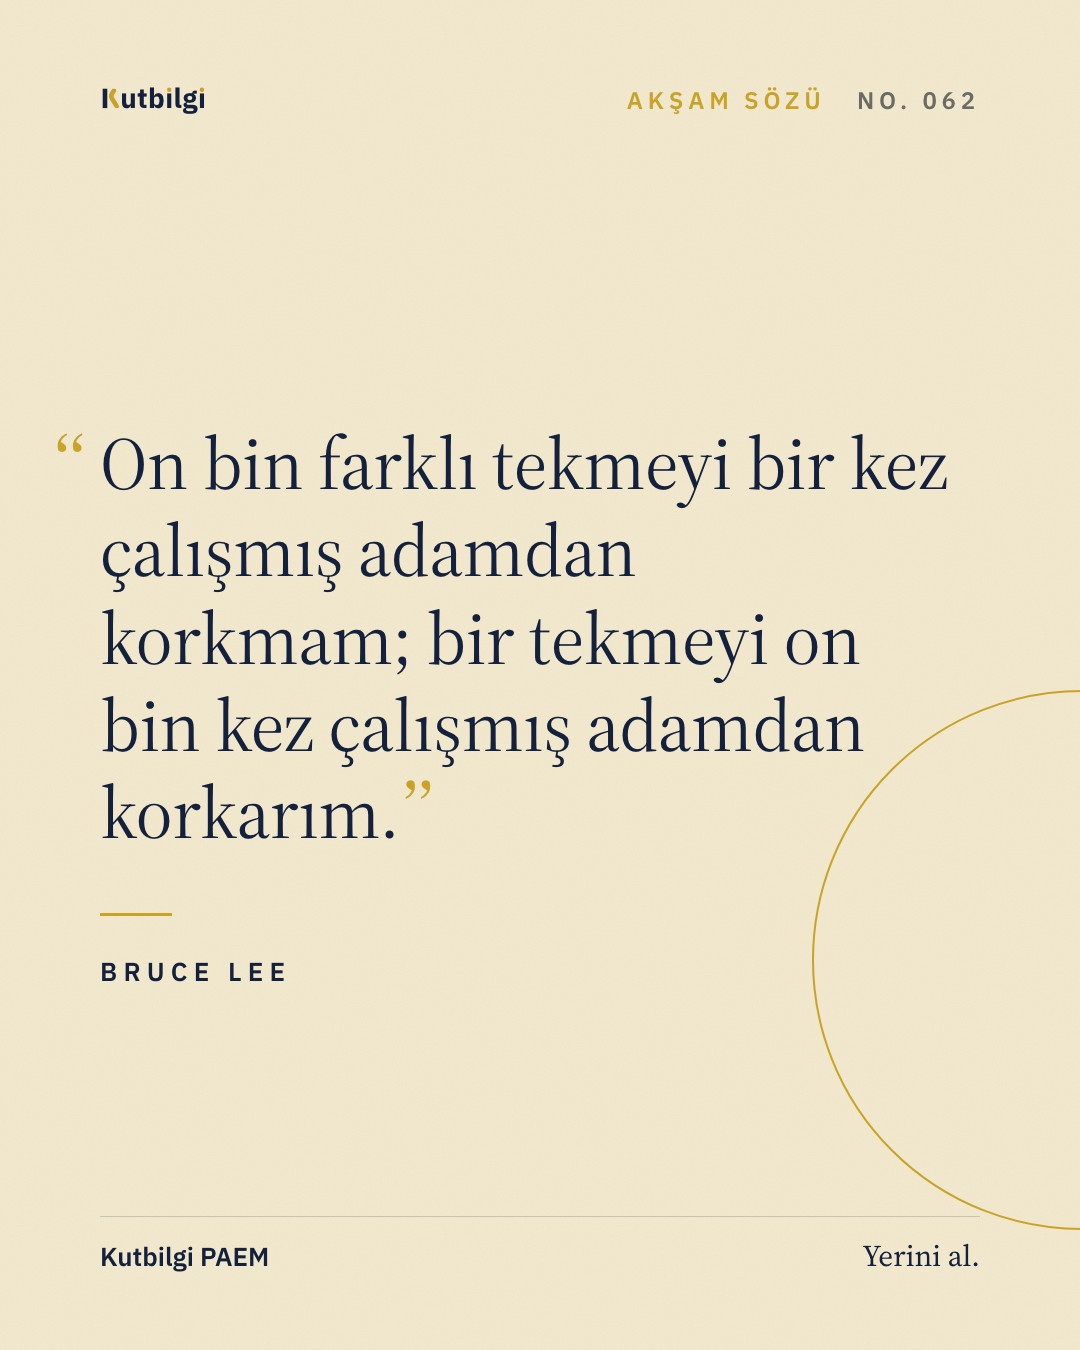 Kutbilgi
AKŞAM SÖZÜ NO. 062
“On bin farklı tekmeyi bir kez
çalışmış adamdan
korkmam; bir tekmeyi on
bin kez çalışmış adamdan
korkarım.”
BRUCE LEE
Kutbilgi PAEM
Yerini al.